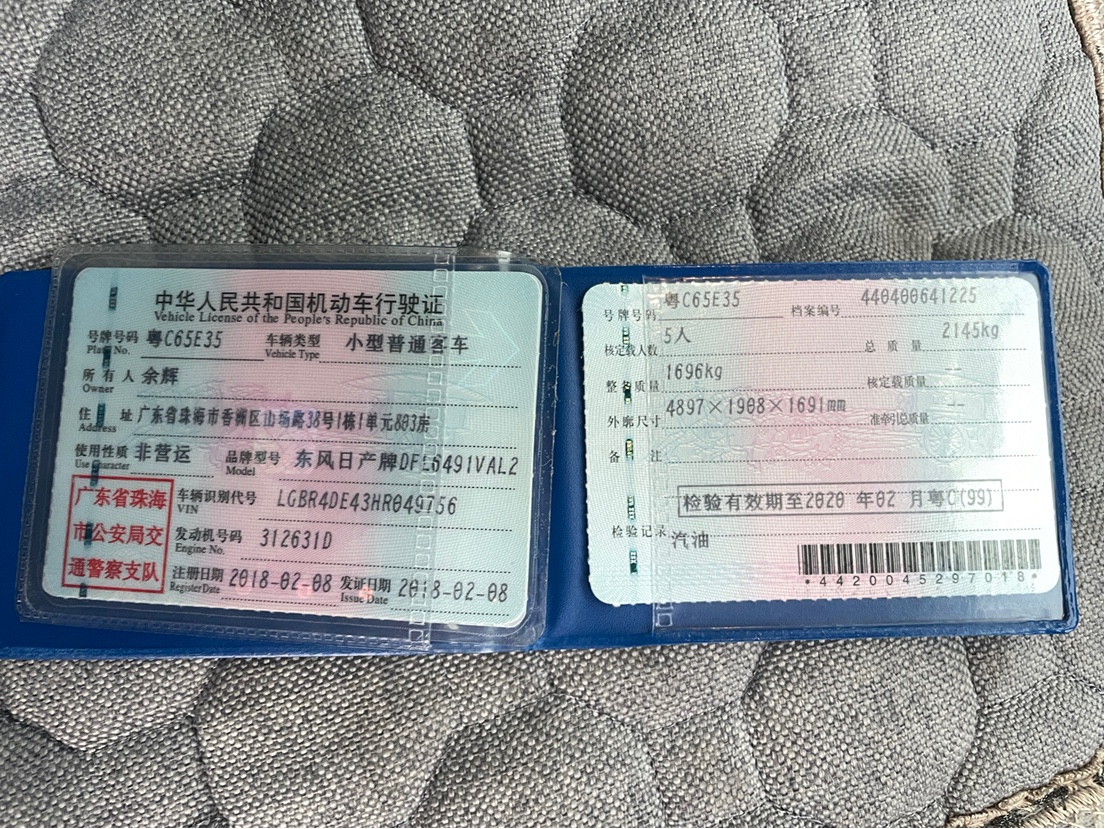 中华人民共和国机动车行驶证
Vehicle License of the People's Republic of China
号牌号码 粤C65E35 车辆类型 小型普通客车
Plate No. Vehicle Type
所有人 余辉
Owner
住址 广东省珠海市香洲区山场路38号1栋1单元803房
Address
使用性质 非营运 品牌型号 东风日产牌DFL6491VAL2
Use Character Model
广东省珠海
市公安局交
通警察支队
车辆识别代号 LGBR4DE43HR049756
VIN
发动机号码 312631D
Engine No.
注册日期 2018-02-08 发证日期 2018-02-08
Register Date Issue Date
号牌号码 粤C65E35 档案编号 440400641225
核定载人数 5人 总质量 2145kg
整备质量 1696kg 核定载质量 --
外廓尺寸 4897×1908×1691mm 准牵引总质量 --
备注
检验有效期至2020 年02 月粤C(99)
检验记录
汽油
*4420045297018*